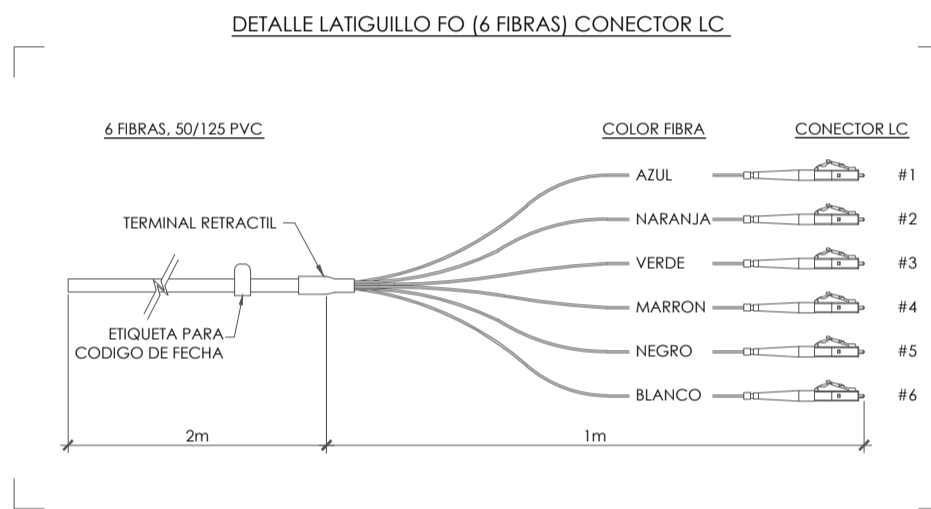 DETALLE LATIGUILLO FO (6 FIBRAS) CONECTOR LC
6 FIBRAS, 50/125 PVC
COLOR FIBRA
CONECTOR LC
AZUL
#1
TERMINAL RETRACTIL
NARANJA
#2
VERDE
#3
MARRON
#4
ETIQUETA PARA
CODIGO DE FECHA
NEGRO
#5
BLANCO
#6
2m
1m